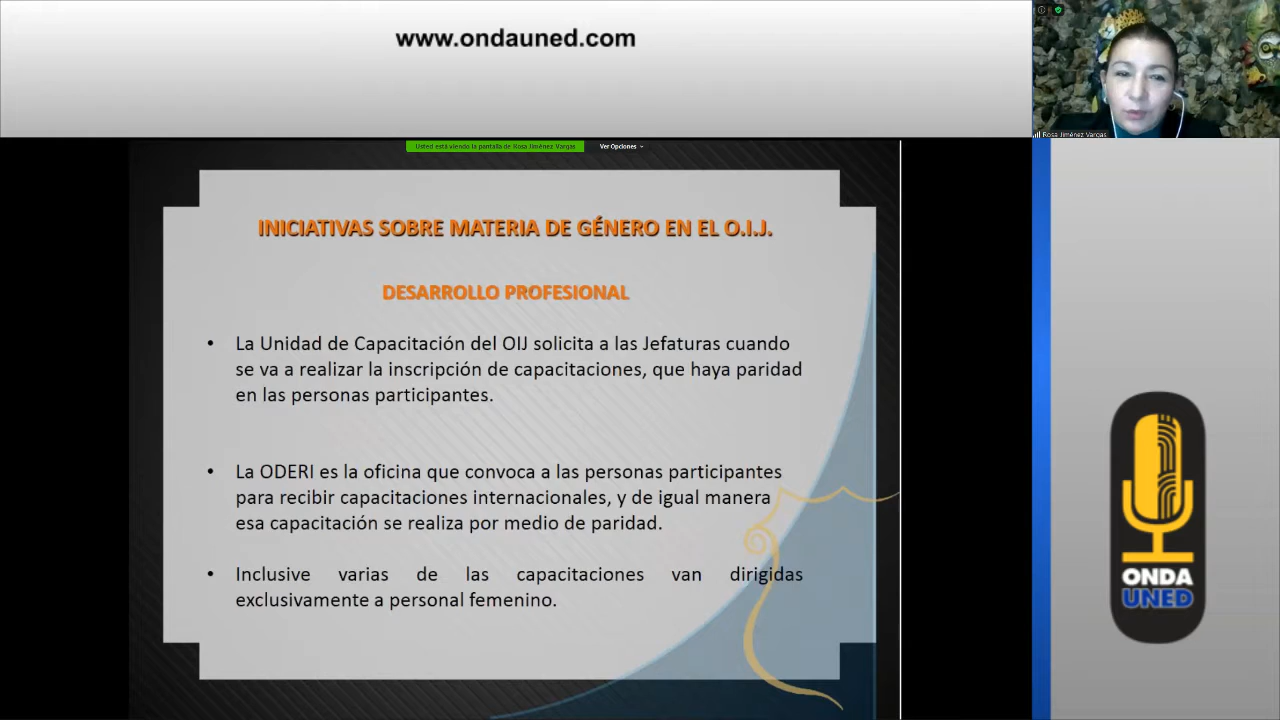 www.ondauned.com
Rosa Jiménez Vargas
Usted está viendo la pantalla de Rosa Jiménez Vargas
Ver Opciones
INICIATIVAS SOBRE MATERIA DE GÉNERO EN EL O.I.J.
DESARROLLO PROFESIONAL
• La Unidad de Capacitación del OIJ solicita a las Jefaturas cuando
se va a realizar la inscripción de capacitaciones, que haya paridad
en las personas participantes.
• La ODERI es la oficina que convoca a las personas participantes
para recibir capacitaciones internacionales, y de igual manera
esa capacitación se realiza por medio de paridad.
• Inclusive varias de las capacitaciones van dirigidas
exclusivamente a personal femenino.
ONDA
UNED